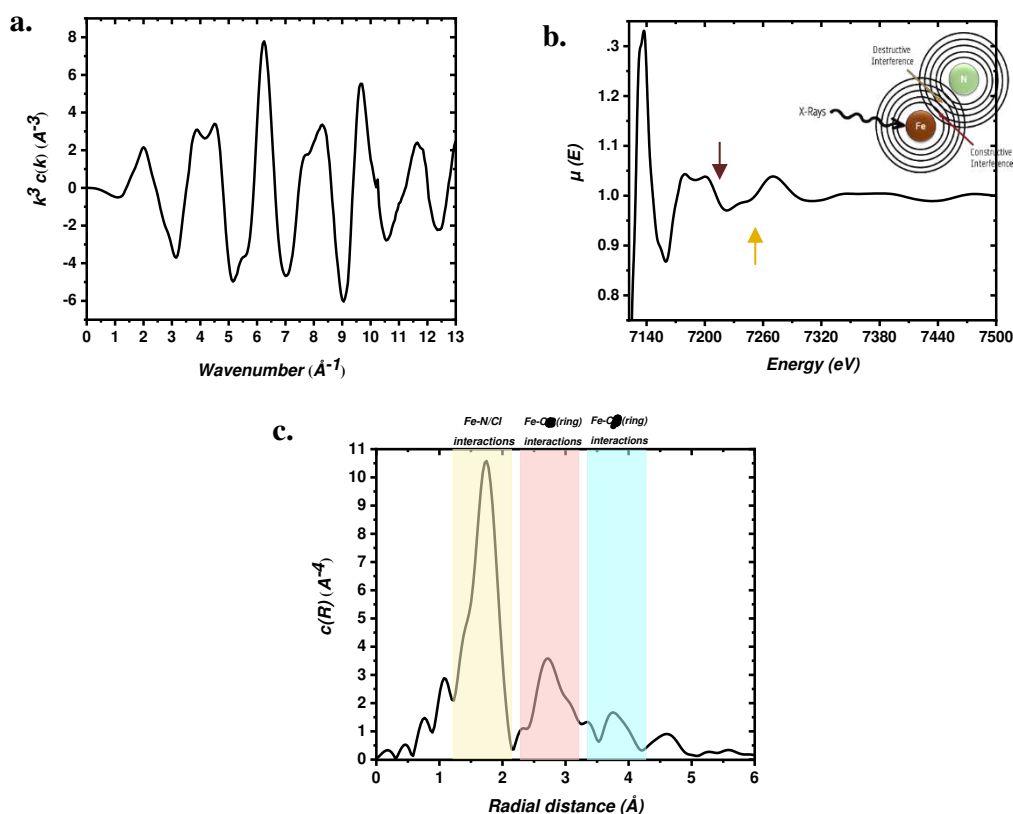 a.
8
6
4
2
0
-2
-4
-6
k³ c(k) (A⁻³)
0 1 2 3 4 5 6 7 8 9 10 11 12 13
Wavenumber (Å⁻¹)
b.
.3
1.2
1.1
1.0
0.9
0.8
μ (E)
7140 7200 7260 7320 7380 7440 7500
Energy (eV)
Destructive
Interference
N
X-Rays
Fe
Constructive
Interference
c.
Fe-N/Cl
interactions
Fe-C (ring)
interactions
Fe-C (ring)
interactions
11
10
9
8
7
6
5
4
3
2
1
0
c(R) (A⁻⁴)
0 1 2 3 4 5 6
Radial distance (Å)